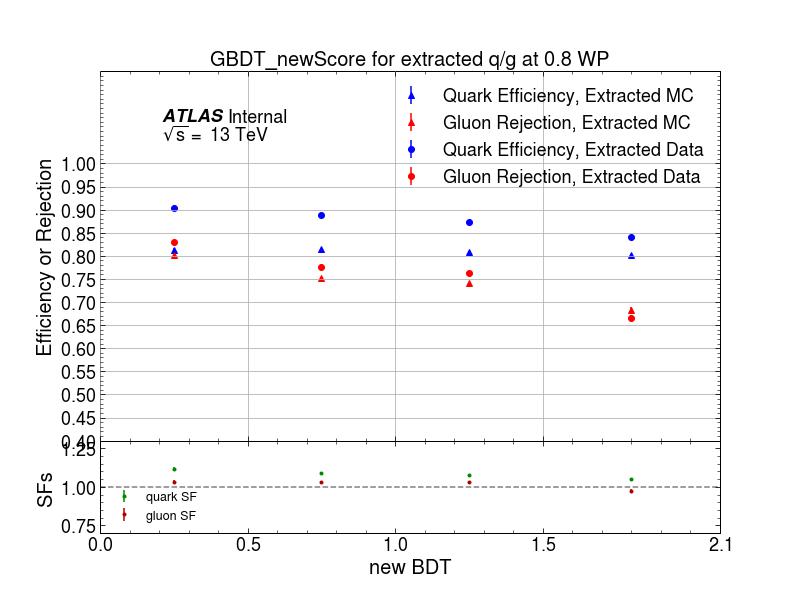 GBDT_newScore for extracted q/g at 0.8 WP
ATLAS Internal
√s = 13 TeV
Quark Efficiency, Extracted MC
Gluon Rejection, Extracted MC
Quark Efficiency, Extracted Data
Gluon Rejection, Extracted Data
Efficiency or Rejection
1.00
0.95
0.90
0.85
0.80
0.75
0.70
0.65
0.60
0.55
0.50
0.45
0.40
SFs
1.25
1.00
0.75
quark SF
gluon SF
0.0 0.5 1.0 1.5 2.1
new BDT